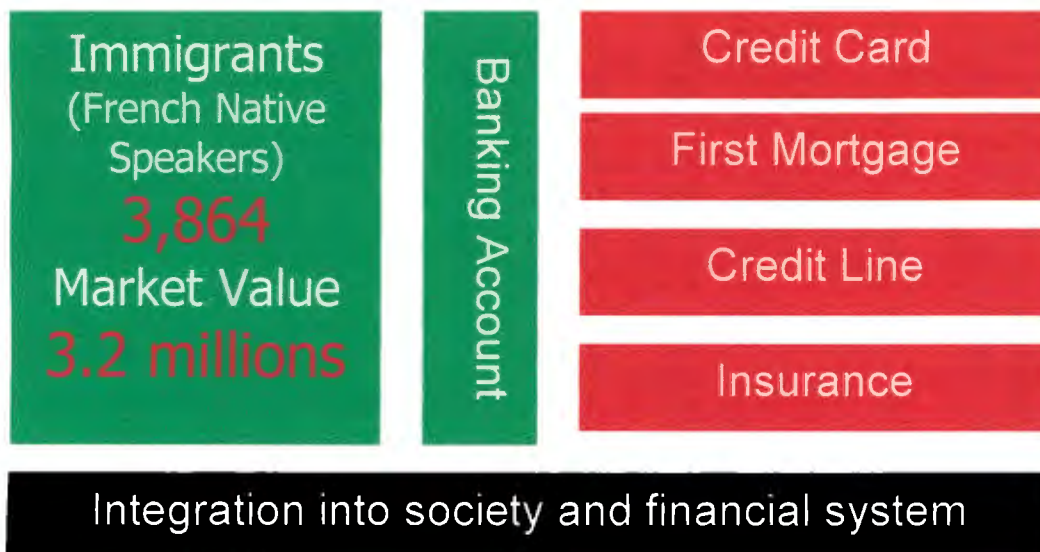 Immigrants
(French Native
Speakers)
3,864
Market Value
3.2 millions
Banking Account
Credit Card
First Mortgage
Credit Line
Insurance
Integration into society and financial system